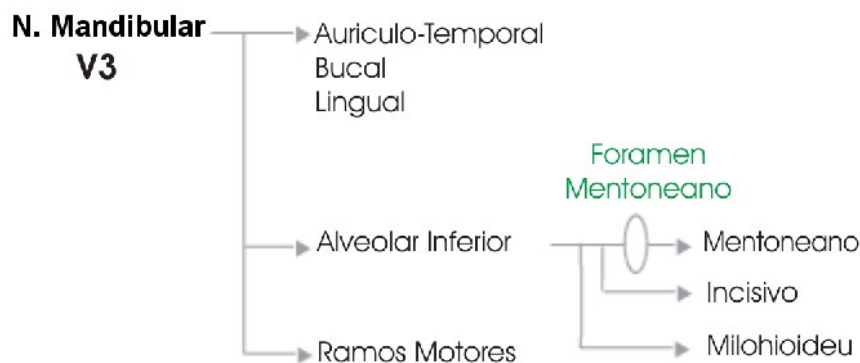 N. Mandibular
V3
Auriculo-Temporal
Bucal
Lingual
Foramen
Mentoneano
Alveolar Inferior
Mentoneano
Incisivo
Ramos Motores
Milohioideu